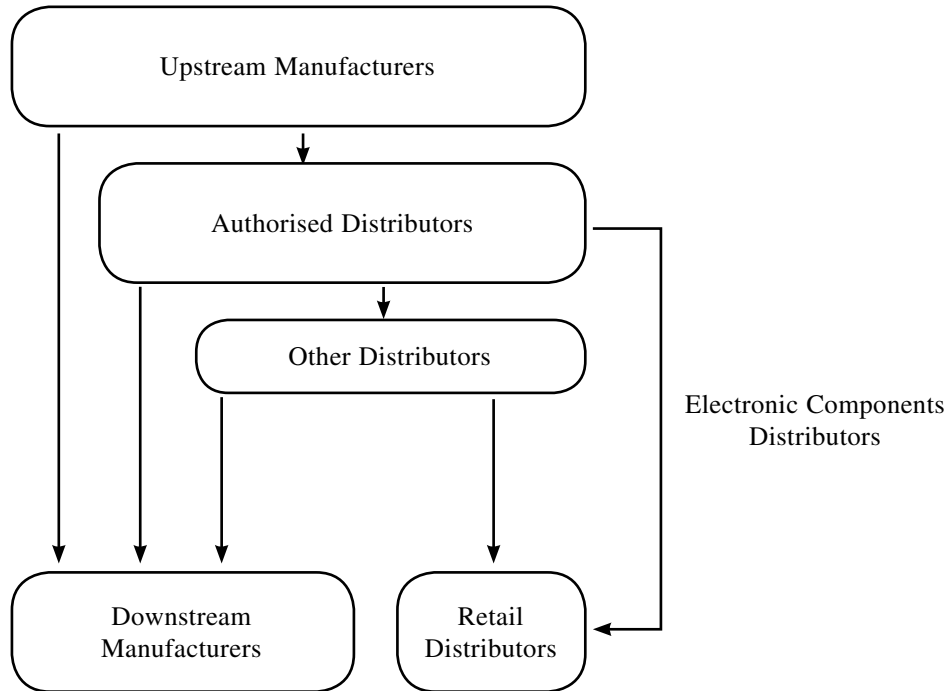 Upstream Manufacturers
Authorised Distributors
Other Distributors
Electronic Components
Distributors
Downstream
Manufacturers
Retail
Distributors